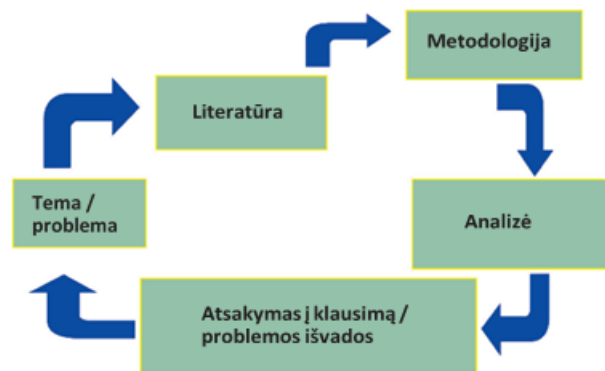 Metodologija
Literatūra
Tema /
problema
Analizė
Atsakymas į klausimą /
problemos išvados